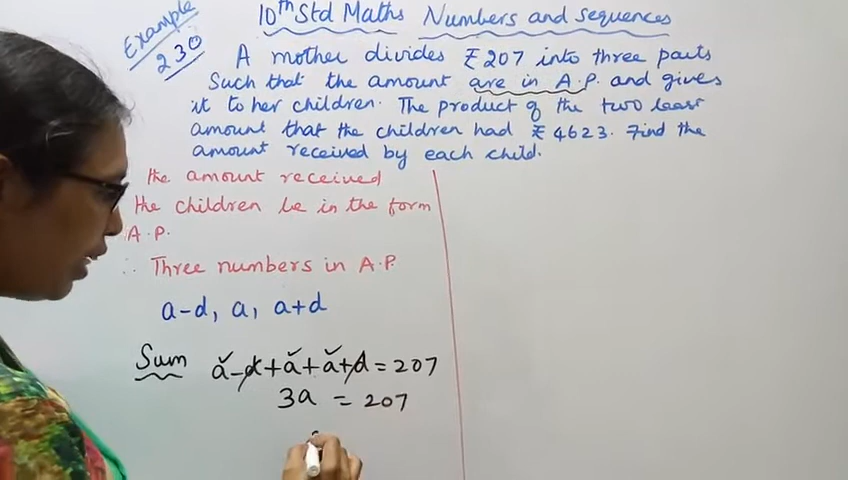 10th Std Maths Numbers and sequences
Example
230
A mother divides ₹207 into three parts
Such that the amount are in A.P. and gives
it to her children. The product of the two least
amount that the children had ₹ 4623. Find the
amount received by each child.
the amount received
the children be in the form
A.P.
∴ Three numbers in A.P.
a-d, a, a+d
Sum a-d+a+a+d=207
3a = 207